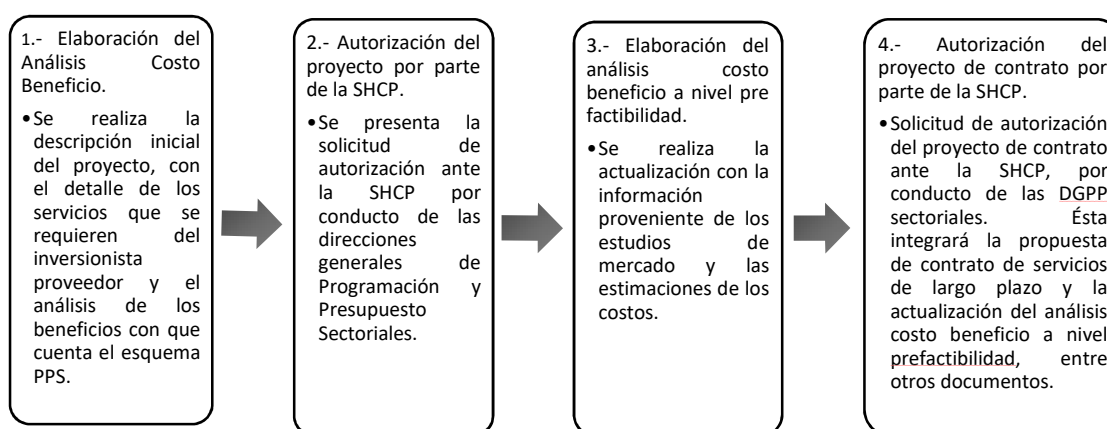 1.- Elaboración del
Análisis Costo
Beneficio.
•Se realiza la
descripción inicial
del proyecto, con
el detalle de los
servicios que se
requieren del
inversionista
proveedor y el
análisis de los
beneficios con que
cuenta el esquema
PPS.
2.- Autorización del
proyecto por parte
de la SHCP.
•Se presenta la
solicitud de
autorización ante
la SHCP por
conducto de las
direcciones
generales de
Programación y
Presupuesto
Sectoriales.
3.- Elaboración del
análisis costo
beneficio a nivel pre
factibilidad.
•Se realiza la
actualización con la
información
proveniente de los
estudios de
mercado y las
estimaciones de los
costos.
4.- Autorización del
proyecto de contrato por
parte de la SHCP.
•Solicitud de autorización
del proyecto de contrato
ante la SHCP, por
conducto de las DGPP
sectoriales. Ésta
integrará la propuesta
de contrato de servicios
de largo plazo y la
actualización del análisis
costo beneficio a nivel
prefactibilidad, entre
otros documentos.